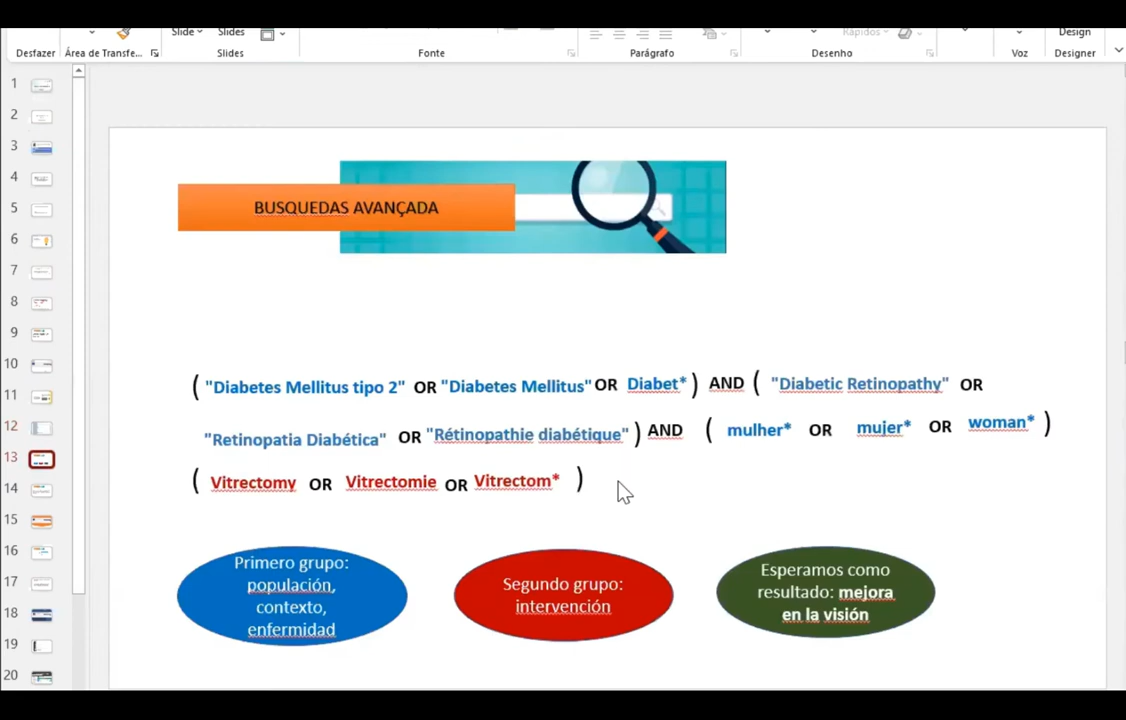 Slide
Slides
Rápidos
Design
Desfazer
Área de Transfe...
Slides
Fonte
Parágrafo
Desenho
Voz
Designer
1
2
3
4
5
6
7
8
9
10
11
12
13
14
15
16
17
18
19
20
BUSQUEDAS AVANÇADA
( "Diabetes Mellitus tipo 2" OR "Diabetes Mellitus" OR Diabet* ) AND ( "Diabetic Retinopathy" OR
"Retinopatia Diabética" OR "Rétinopathie diabétique" ) AND ( mulher* OR mujer* OR woman* )
( Vitrectomy OR Vitrectomie OR Vitrectom* )
Primero grupo:
población,
contexto,
enfermidad
Segundo grupo:
intervención
Esperamos como
resultado: mejora
en la visión